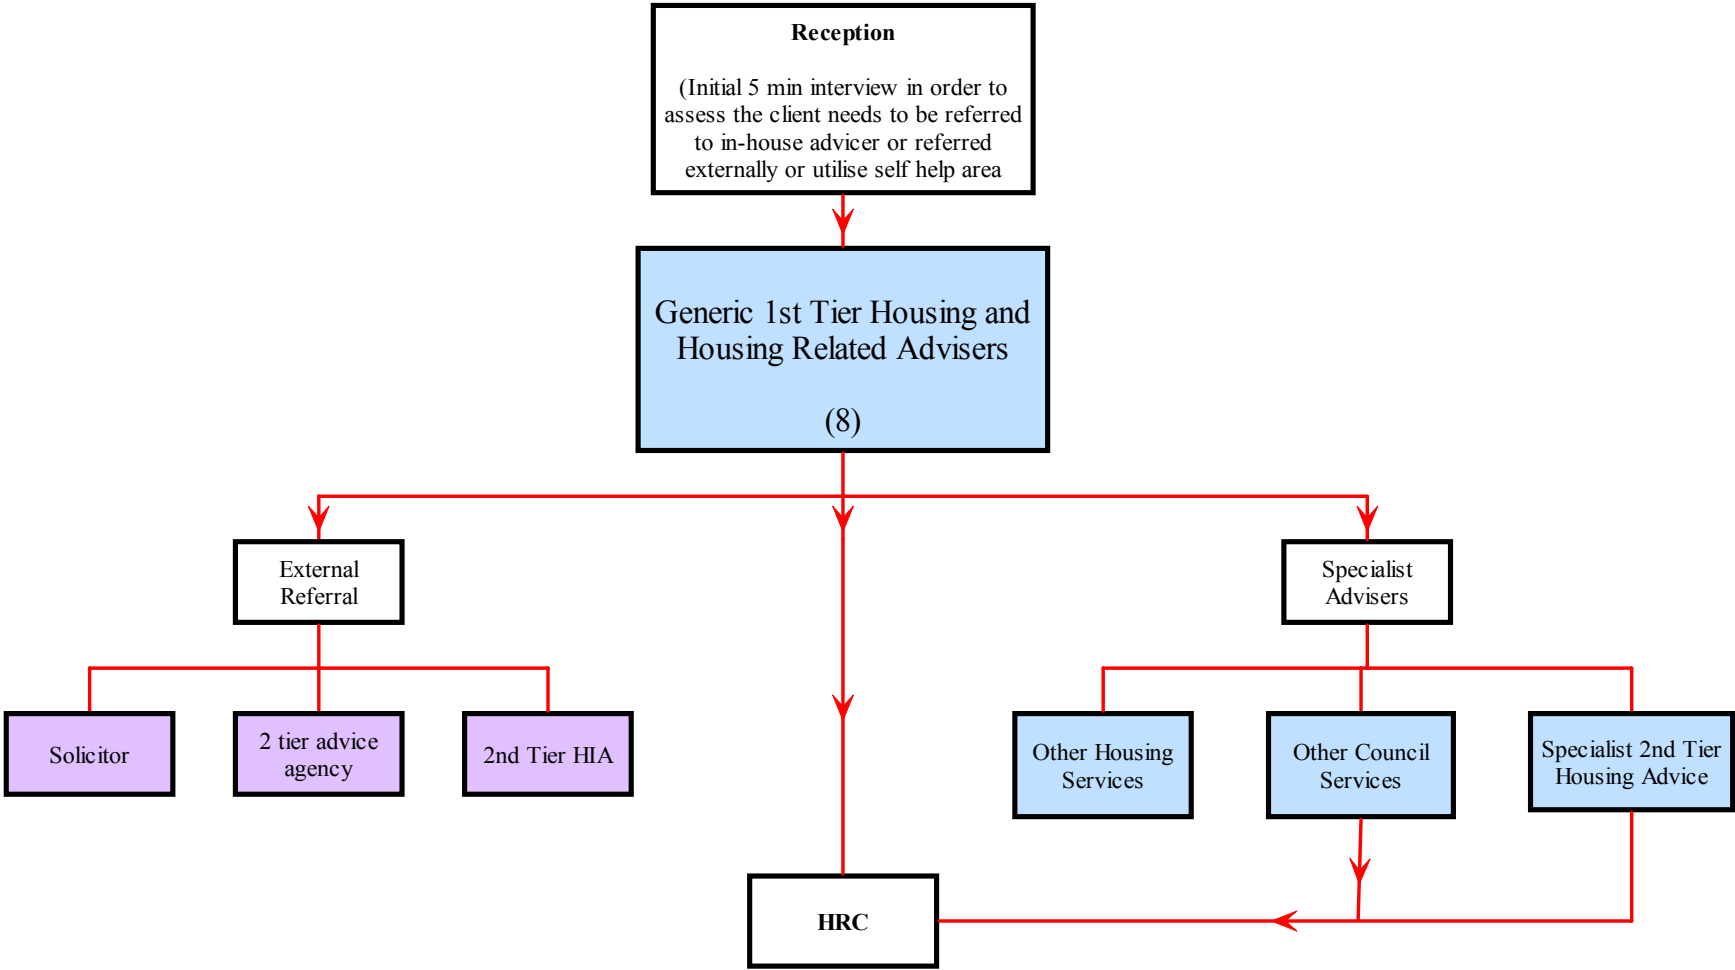 Reception
(Initial 5 min interview in order to
assess the client needs to be referred
to in-house advicer or referred
externally or utilise self help area
Generic 1st Tier Housing and
Housing Related Advisers
(8)
External
Referral
Specialist
Advisers
Solicitor
2 tier advice
agency
2nd Tier HIA
Other Housing
Services
Other Council
Services
Specialist 2nd Tier
Housing Advice
HRC